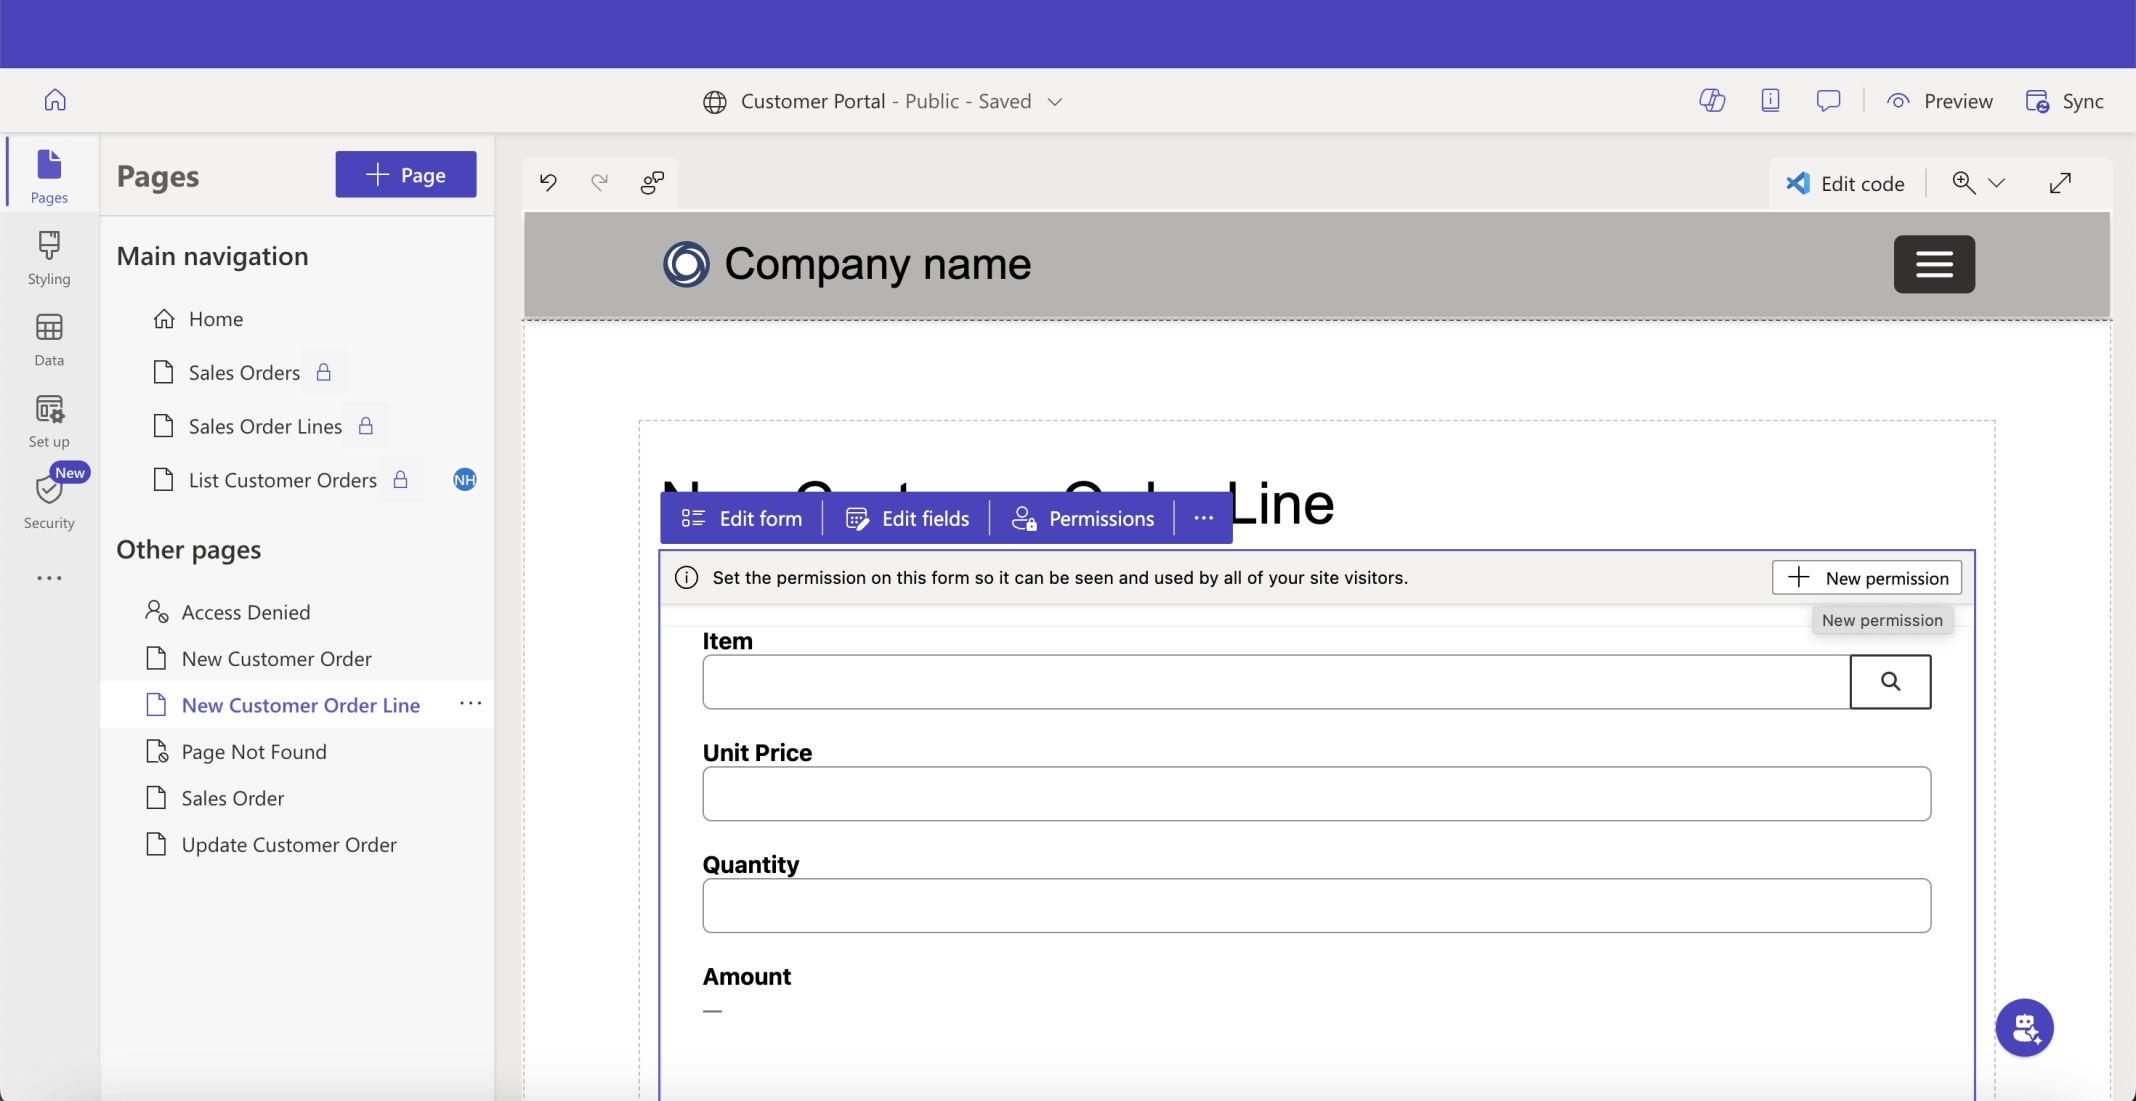 Customer Portal - Public - Saved
Preview
Sync
Pages
Styling
Data
Set up
New
Security
Pages
Page
Main navigation
Home
Sales Orders
Sales Order Lines
List Customer Orders
NH
Other pages
Access Denied
New Customer Order
New Customer Order Line
Page Not Found
Sales Order
Update Customer Order
Edit code
Company name
New Customer Order Line
Edit form
Edit fields
Permissions
Set the permission on this form so it can be seen and used by all of your site visitors.
New permission
New permission
Item
Unit Price
Quantity
Amount
—